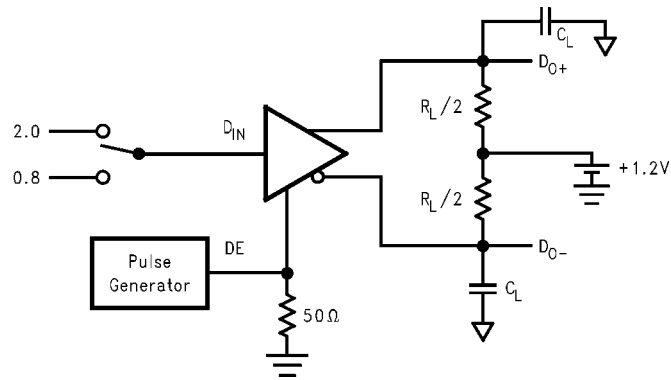 C_L
D_O+
R_L/2
2.0
D_IN
+1.2V
0.8
R_L/2
DE
D_O-
Pulse
Generator
C_L
50Ω